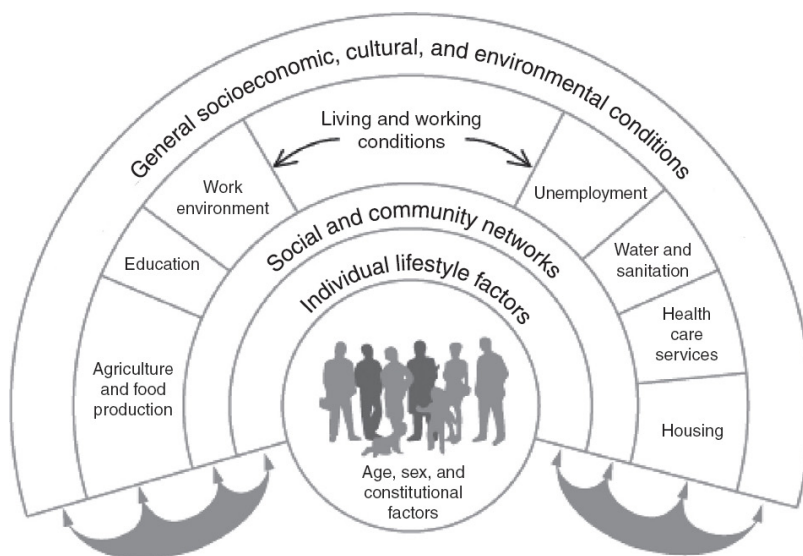 General socioeconomic, cultural, and environmental conditions
Living and working
conditions
Work
environment
Unemployment
Education
Water and
sanitation
Agriculture
and food
production
Health
care
services
Housing
Social and community networks
Individual lifestyle factors
Age, sex, and
constitutional
factors